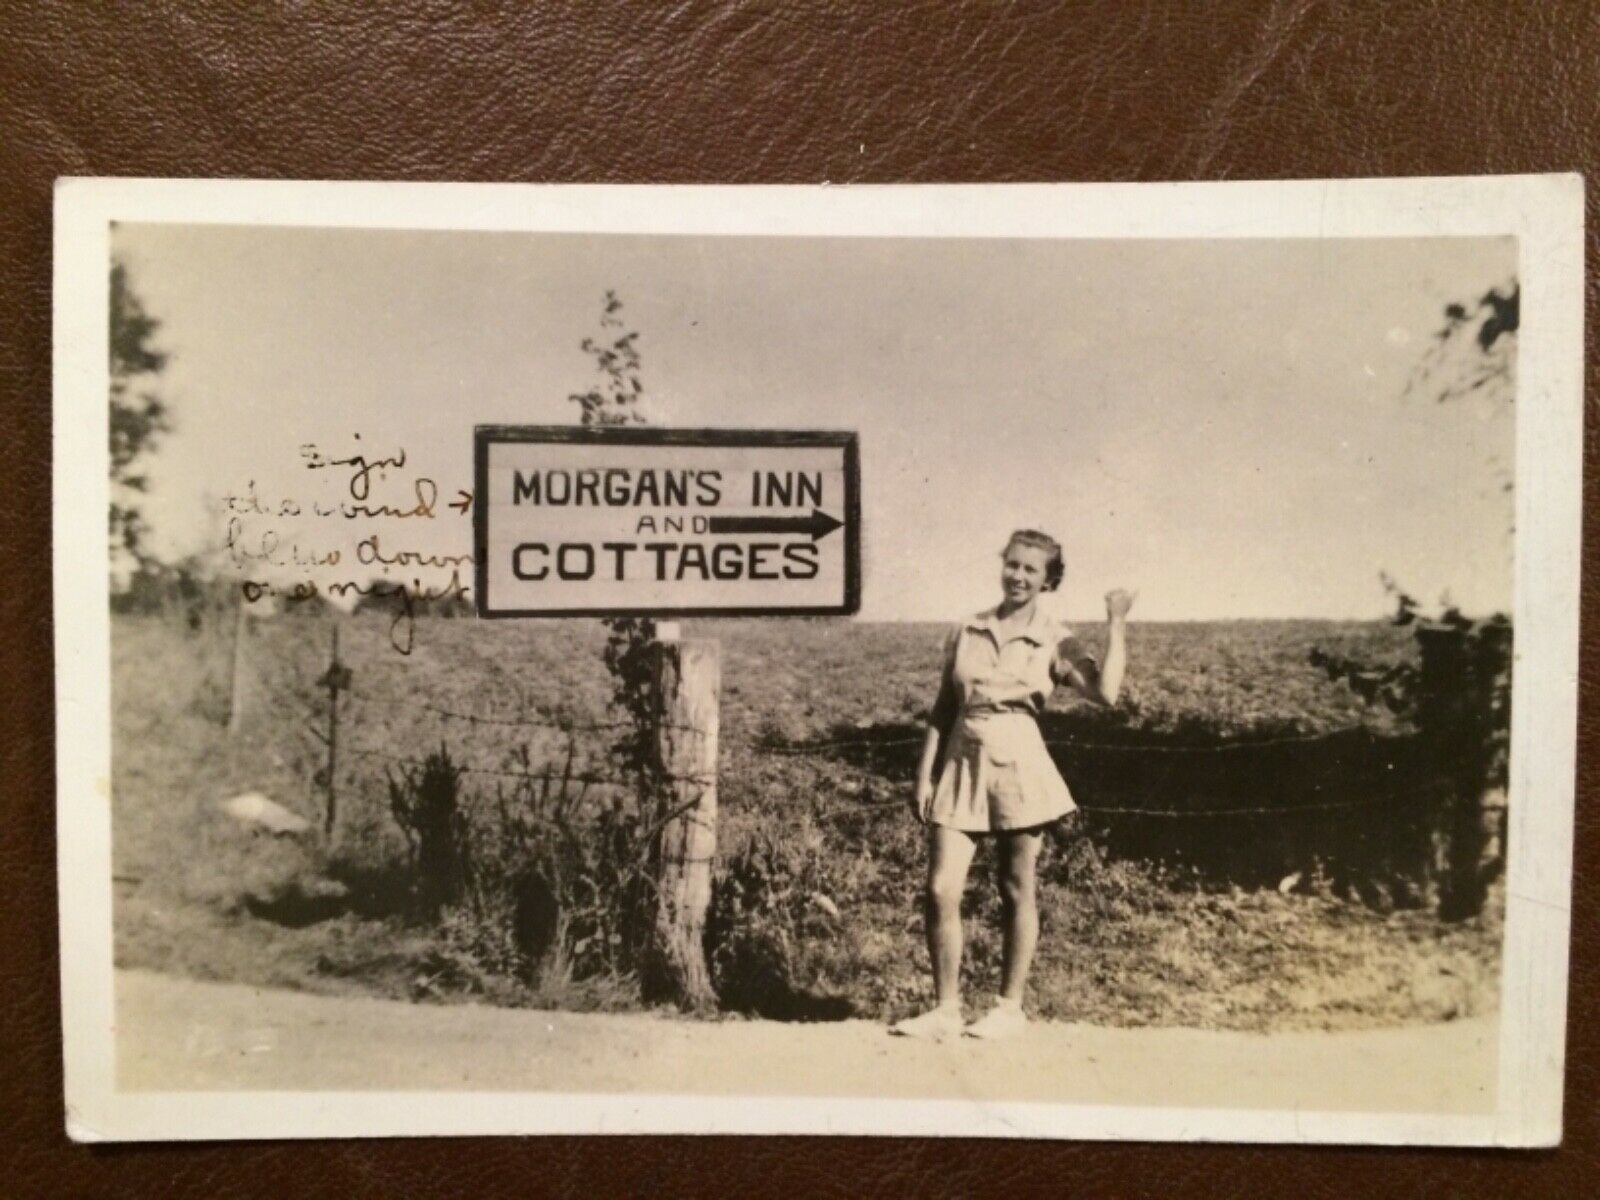 sign
the wind →
blew down
one night
MORGAN'S INN
AND
COTTAGES